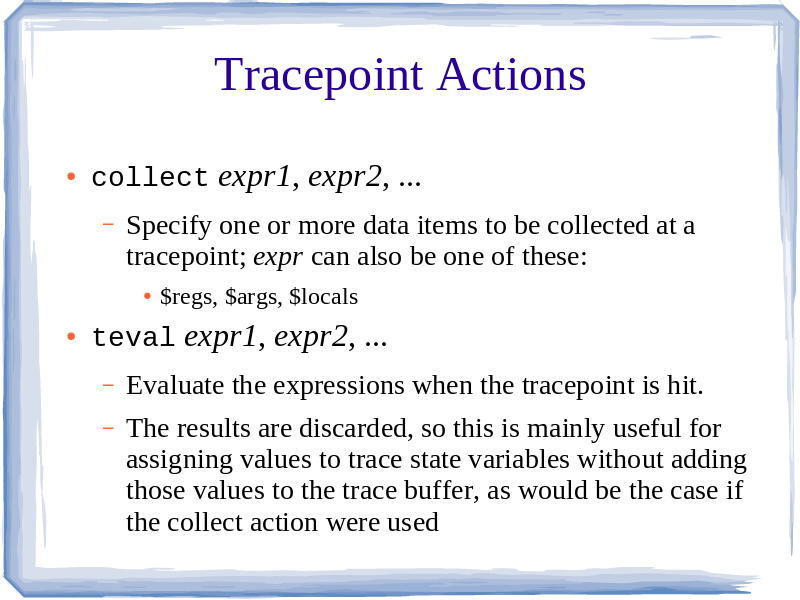 Tracepoint Actions
• collect expr1, expr2, ...
– Specify one or more data items to be collected at a
tracepoint; expr can also be one of these:
• $regs, $args, $locals
• teval expr1, expr2, ...
– Evaluate the expressions when the tracepoint is hit.
– The results are discarded, so this is mainly useful for
assigning values to trace state variables without adding
those values to the trace buffer, as would be the case if
the collect action were used